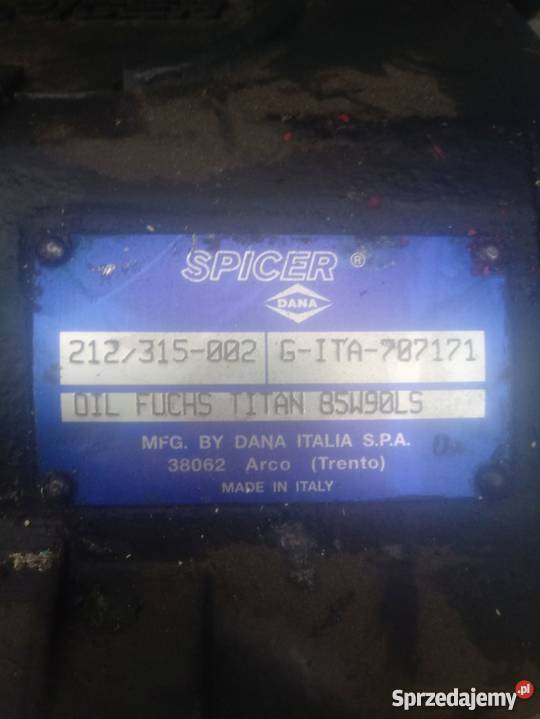 SPICER ®
DANA
212/315-002 G-ITA-707171
OIL FUCHS TITAN 85W90LS
MFG. BY DANA ITALIA S.P.A.
38062 Arco (Trento)
MADE IN ITALY
Sprzedajemy.pl